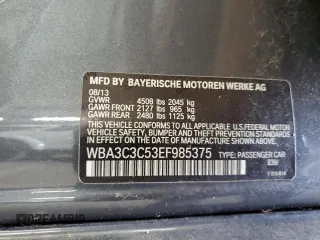 MFD BY BAYERISCHE MOTOREN WERKE AG
08/13
GVWR 4508 lbs 2045 kg
GAWR FRONT 2127 lbs 965 kg
GAWR REAR 2480 lbs 1125 kg
THIS VEHICLE CONFORMS TO ALL APPLICABLE FEDERAL
MOTOR VEHICLE SAFETY, BUMPER, AND THEFT
PREVENTION STANDARDS IN EFFECT ON THE DATE OF
MANUFACTURE SHOWN ABOVE.
WBA3C3C53EF985375 TYPE: PASSENGER CAR